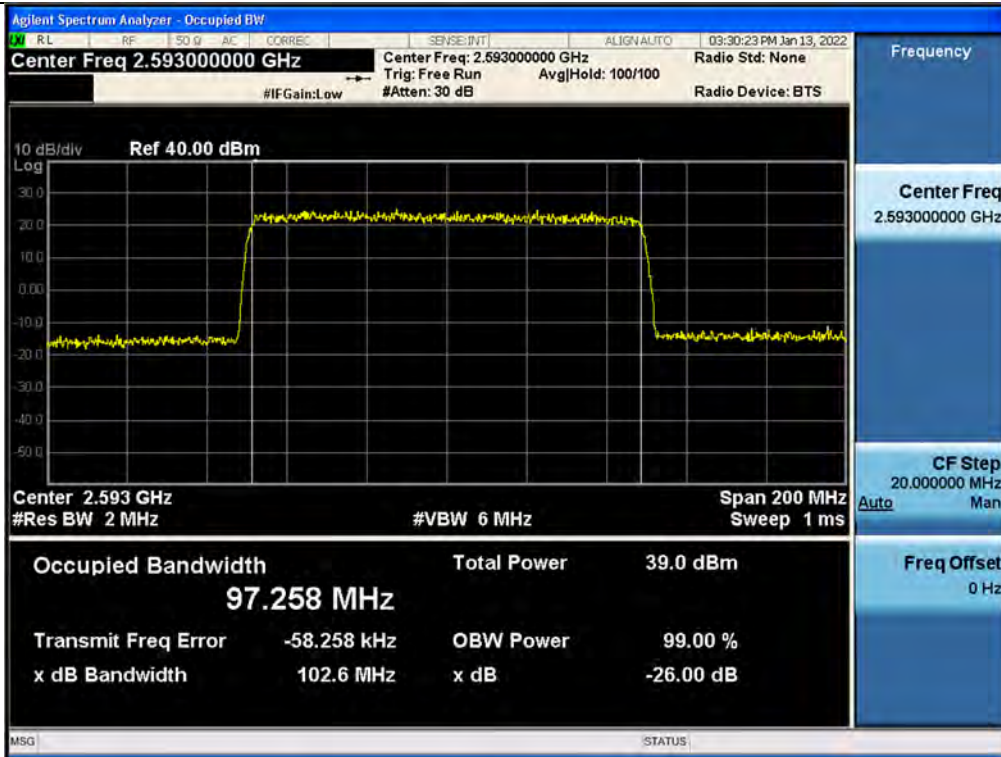 Agilent Spectrum Analyzer - Occupied BW
LXI RL RF 50 Ω AC CORREC SENSE:INT ALIGN AUTO 03:30:23 PM Jan 13, 2022
Center Freq 2.593000000 GHz
Center Freq: 2.593000000 GHz Radio Std: None
Trig: Free Run Avg|Hold: 100/100
#IFGain:Low #Atten: 30 dB Radio Device: BTS
10 dB/div Ref 40.00 dBm
Log
30.0
20.0
10.0
0.00
-10.0
-20.0
-30.0
-40.0
-50.0
Center 2.593 GHz Span 200 MHz
#Res BW 2 MHz #VBW 6 MHz Sweep 1 ms
Occupied Bandwidth Total Power 39.0 dBm
97.258 MHz
Transmit Freq Error -58.258 kHz OBW Power 99.00 %
x dB Bandwidth 102.6 MHz x dB -26.00 dB
MSG STATUS
Frequency
Center Freq
2.593000000 GHz
CF Step
20.000000 MHz
Auto Man
Freq Offset
0 Hz